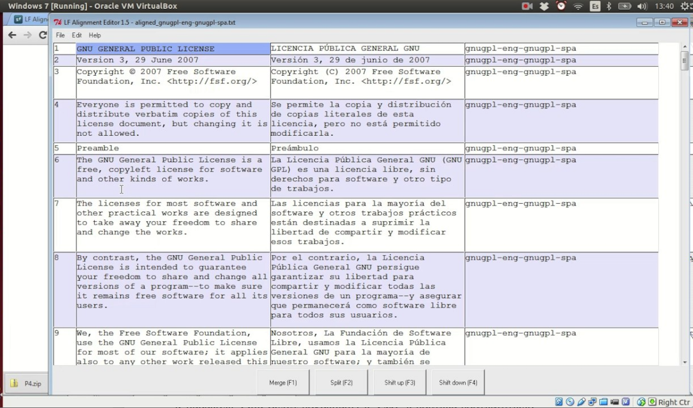 Windows 7 [Running] - Oracle VM VirtualBox
Es
13:40
LF Alig
LF Alignment Editor 1.5 - aligned_gnugpl-eng-gnugpl-spa.txt
File Edit Help
1 GNU GENERAL PUBLIC LICENSE LICENCIA PÚBLICA GENERAL GNU gnugpl-eng-gnugpl-spa
2 Version 3, 29 June 2007 Versión 3, 29 de junio de 2007 gnugpl-eng-gnugpl-spa
3 Copyright © 2007 Free Software Copyright (C) 2007 Free Software gnugpl-eng-gnugpl-spa
Foundation, Inc. <http://fsf.org/> Foundation, Inc. <http://fsf.org/>
4 Everyone is permitted to copy and Se permite la copia y distribución gnugpl-eng-gnugpl-spa
distribute verbatim copies of this de copias literales de esta
license document, but changing it is licencia, pero no está permitido
not allowed. modificarla.
5 Preamble Preámbulo gnugpl-eng-gnugpl-spa
6 The GNU General Public License is a La Licencia Pública General GNU (GNU gnugpl-eng-gnugpl-spa
free, copyleft license for software GPL) es una licencia libre, sin
and other kinds of works. derechos para software y otro tipo
de trabajos.
7 The licenses for most software and Las licencias para la mayoría del gnugpl-eng-gnugpl-spa
other practical works are designed software y otros trabajos prácticos
to take away your freedom to share están destinadas a suprimir la
and change the works. libertad de compartir y modificar
esos trabajos.
8 By contrast, the GNU General Public Por el contrario, la Licencia gnugpl-eng-gnugpl-spa
License is intended to guarantee Pública General GNU persigue
your freedom to share and change all garantizar su libertad para
versions of a program--to make sure compartir y modificar todas las
it remains free software for all its versiones de un programa--y asegurar
users. que permanecerá como software libre
para todos sus usuarios.
9 We, the Free Software Foundation, Nosotros, La Fundación de Software gnugpl-eng-gnugpl-spa
use the GNU General Public License Libre, usamos la Licencia Pública
for most of our software; it applies General GNU para la mayoría de
also to any other work released this nuestro software; y también se
P4.zip
Merge (F1) Split (F2) Shift up (F3) Shift down (F4)
Right Ctrl